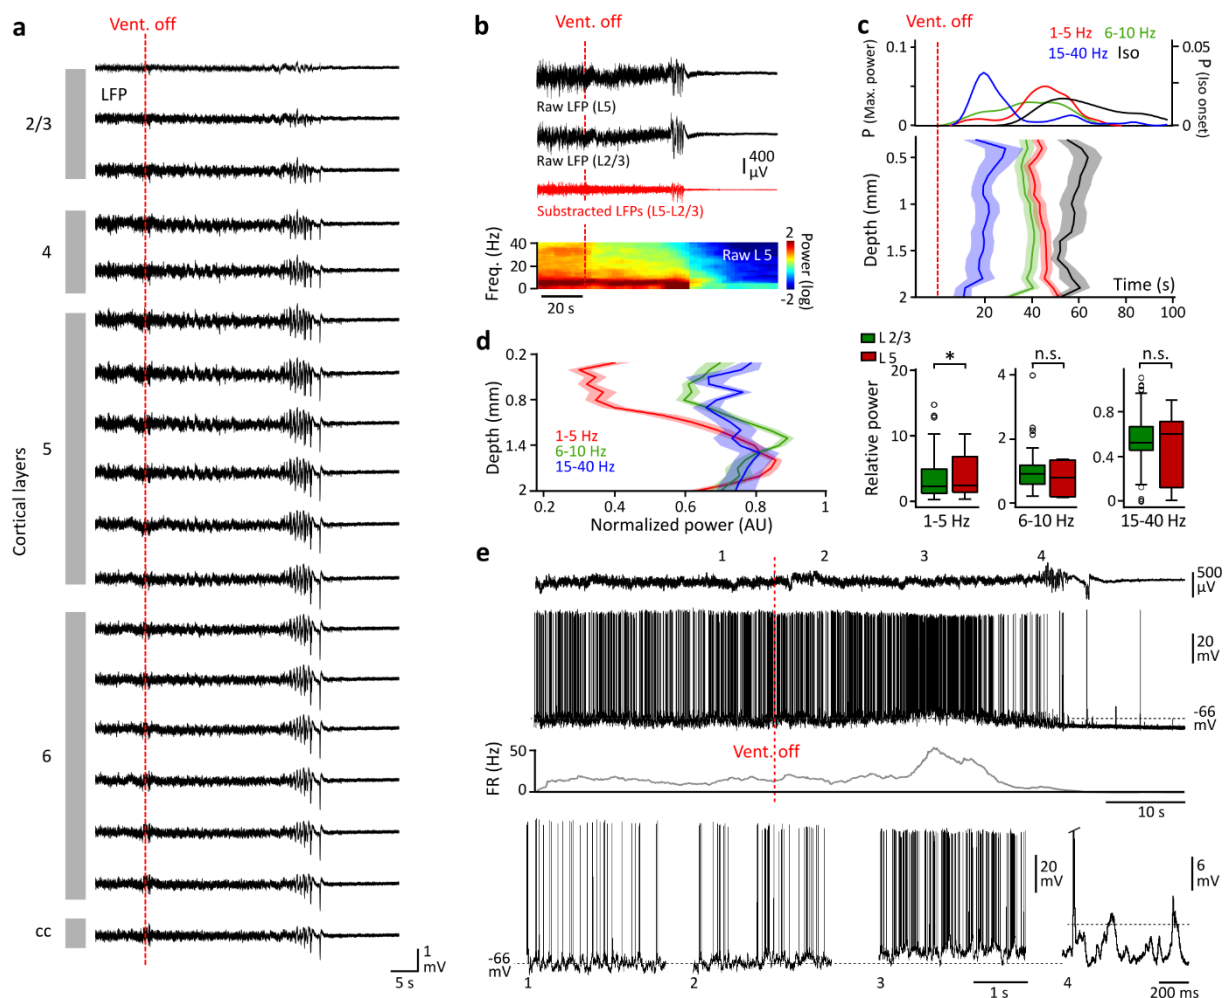 a
Vent. off
LFP
2/3
4
5
6
cc
Cortical layers
1
mV
5 s
b
Vent. off
Raw LFP (L5)
Raw LFP (L2/3)
400
µV
Substracted LFPs (L5-L2/3)
Freq. (Hz)
40
20
0
Raw L 5
2
-2
Power (log)
20 s
c
Vent. off
1-5 Hz 6-10 Hz
15-40 Hz Iso
P (Max. power)
0.1
0
0.05
0
P (Iso onset)
Depth (mm)
0.5
1
1.5
2
Time (s)
20 40 60 80 100
L 2/3
L 5
Relative power
20
10
0
*
1-5 Hz
n.s.
4
2
0
6-10 Hz
n.s.
0.8
0.4
0
15-40 Hz
d
Depth (mm)
0.2
0.8
1.4
2
1-5 Hz
6-10 Hz
15-40 Hz
0.2 0.4 0.6 0.8 1
Normalized power (AU)
e
1 2 3 4
500
µV
20
mV
-66
mV
Vent. off
FR (Hz)
50
0
10 s
-66
mV
1 2 3 4
20
mV
1 s
6
mV
200 ms